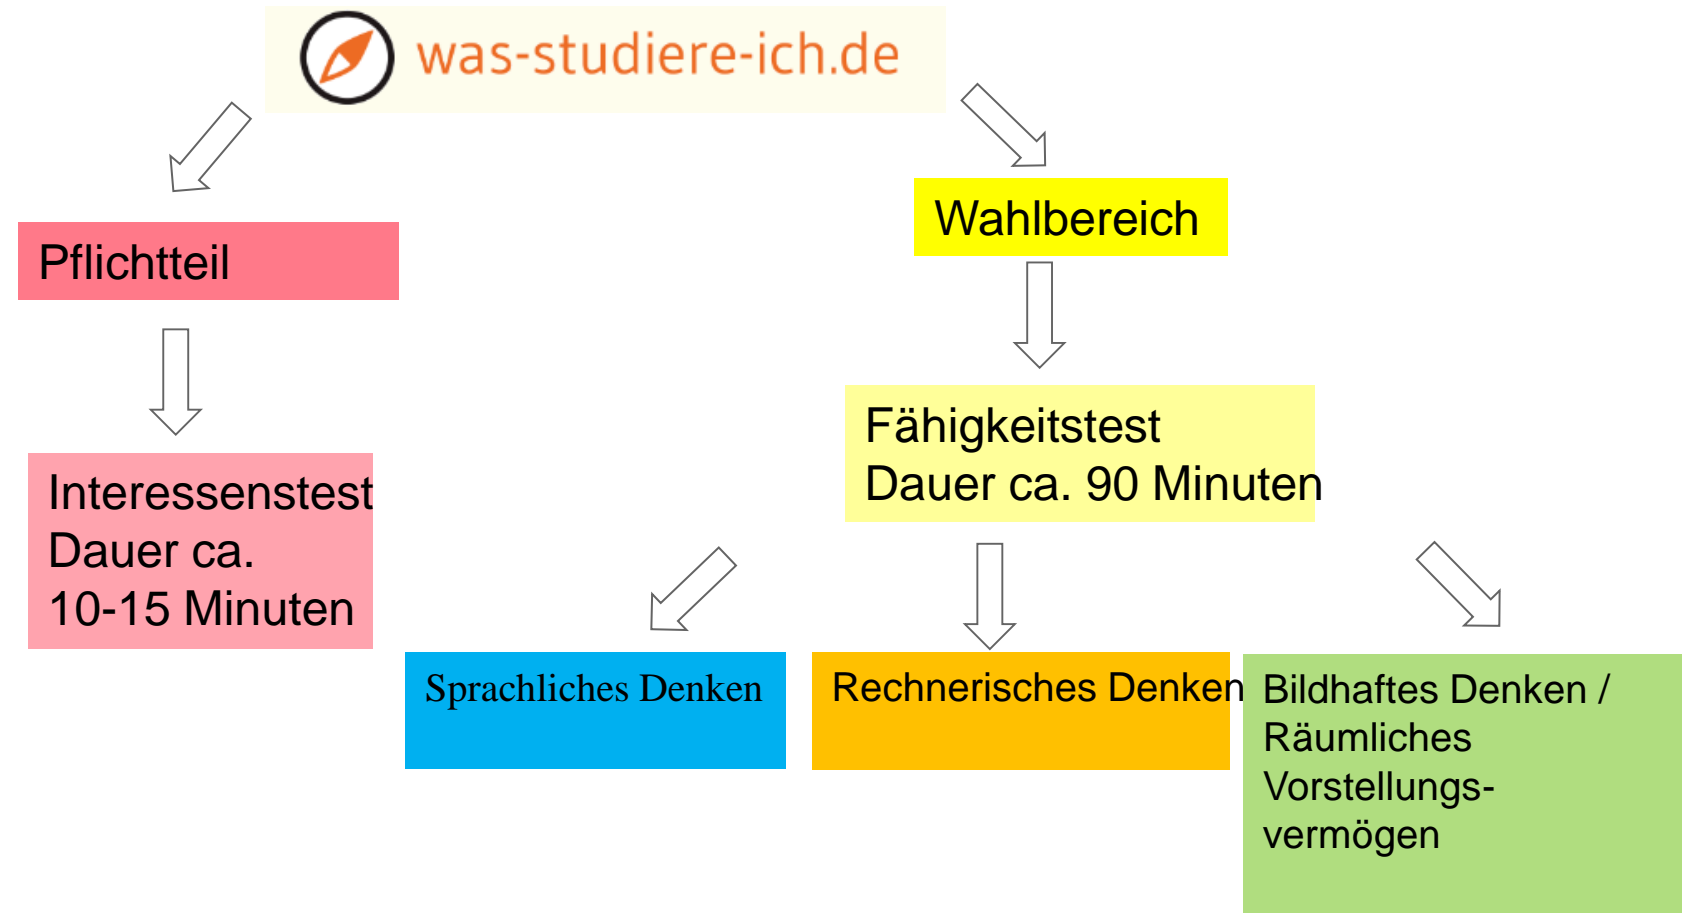 was-studiere-ich.de
Pflichtteil
Wahlbereich
Interessenstest
Dauer ca.
10-15 Minuten
Fähigkeitstest
Dauer ca. 90 Minuten
Sprachliches Denken
Rechnerisches Denken
Bildhaftes Denken /
Räumliches
Vorstellungs-
vermögen